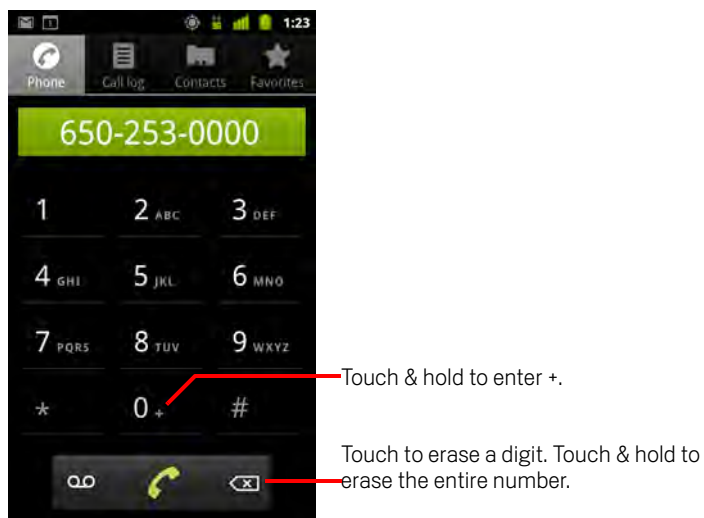 1 1:23
Phone Call log Contacts Favorites
650-253-0000
1 2 ABC 3 DEF
4 GHI 5 JKL 6 MNO
7 PQRS 8 TUV 9 WXYZ
Touch & hold to enter +.
* 0 + #
Touch to erase a digit. Touch & hold to
erase the entire number.